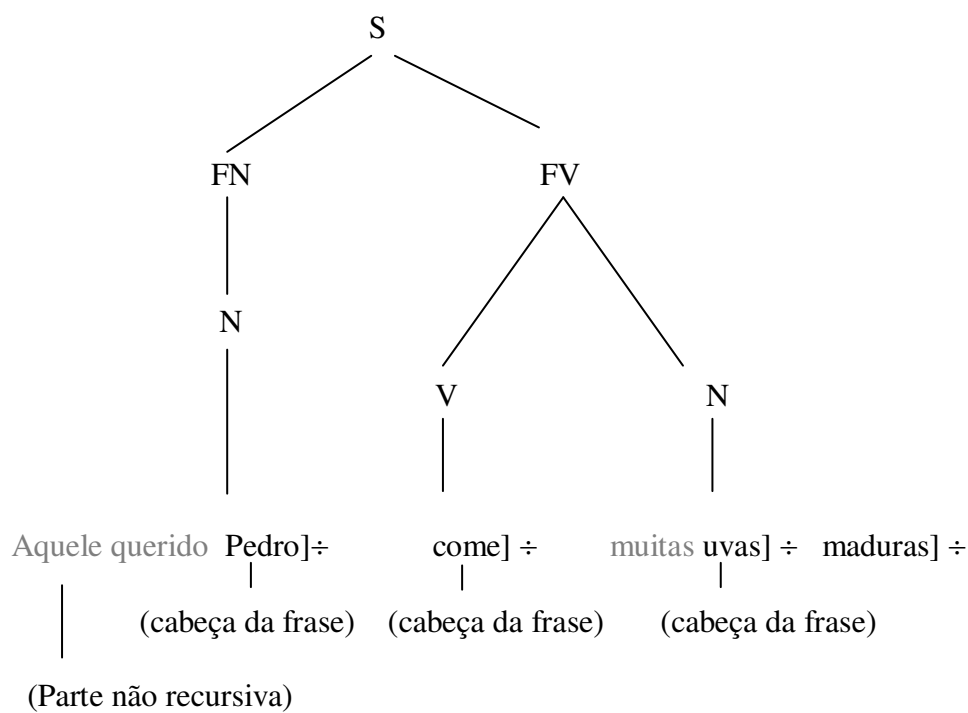 S
FN FV
N
V N
Aquele querido Pedro]÷ come] ÷ muitas uvas] ÷ maduras] ÷
(cabeça da frase) (cabeça da frase) (cabeça da frase)
(Parte não recursiva)